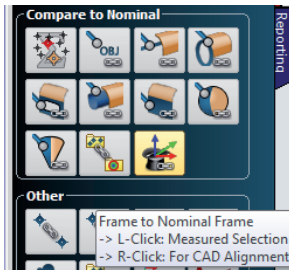 Compare to Nominal
OBJ
Reporting
Other
Frame to Nominal Frame
-> L-Click: Measured Selection
-> R-Click: For CAD Alignment